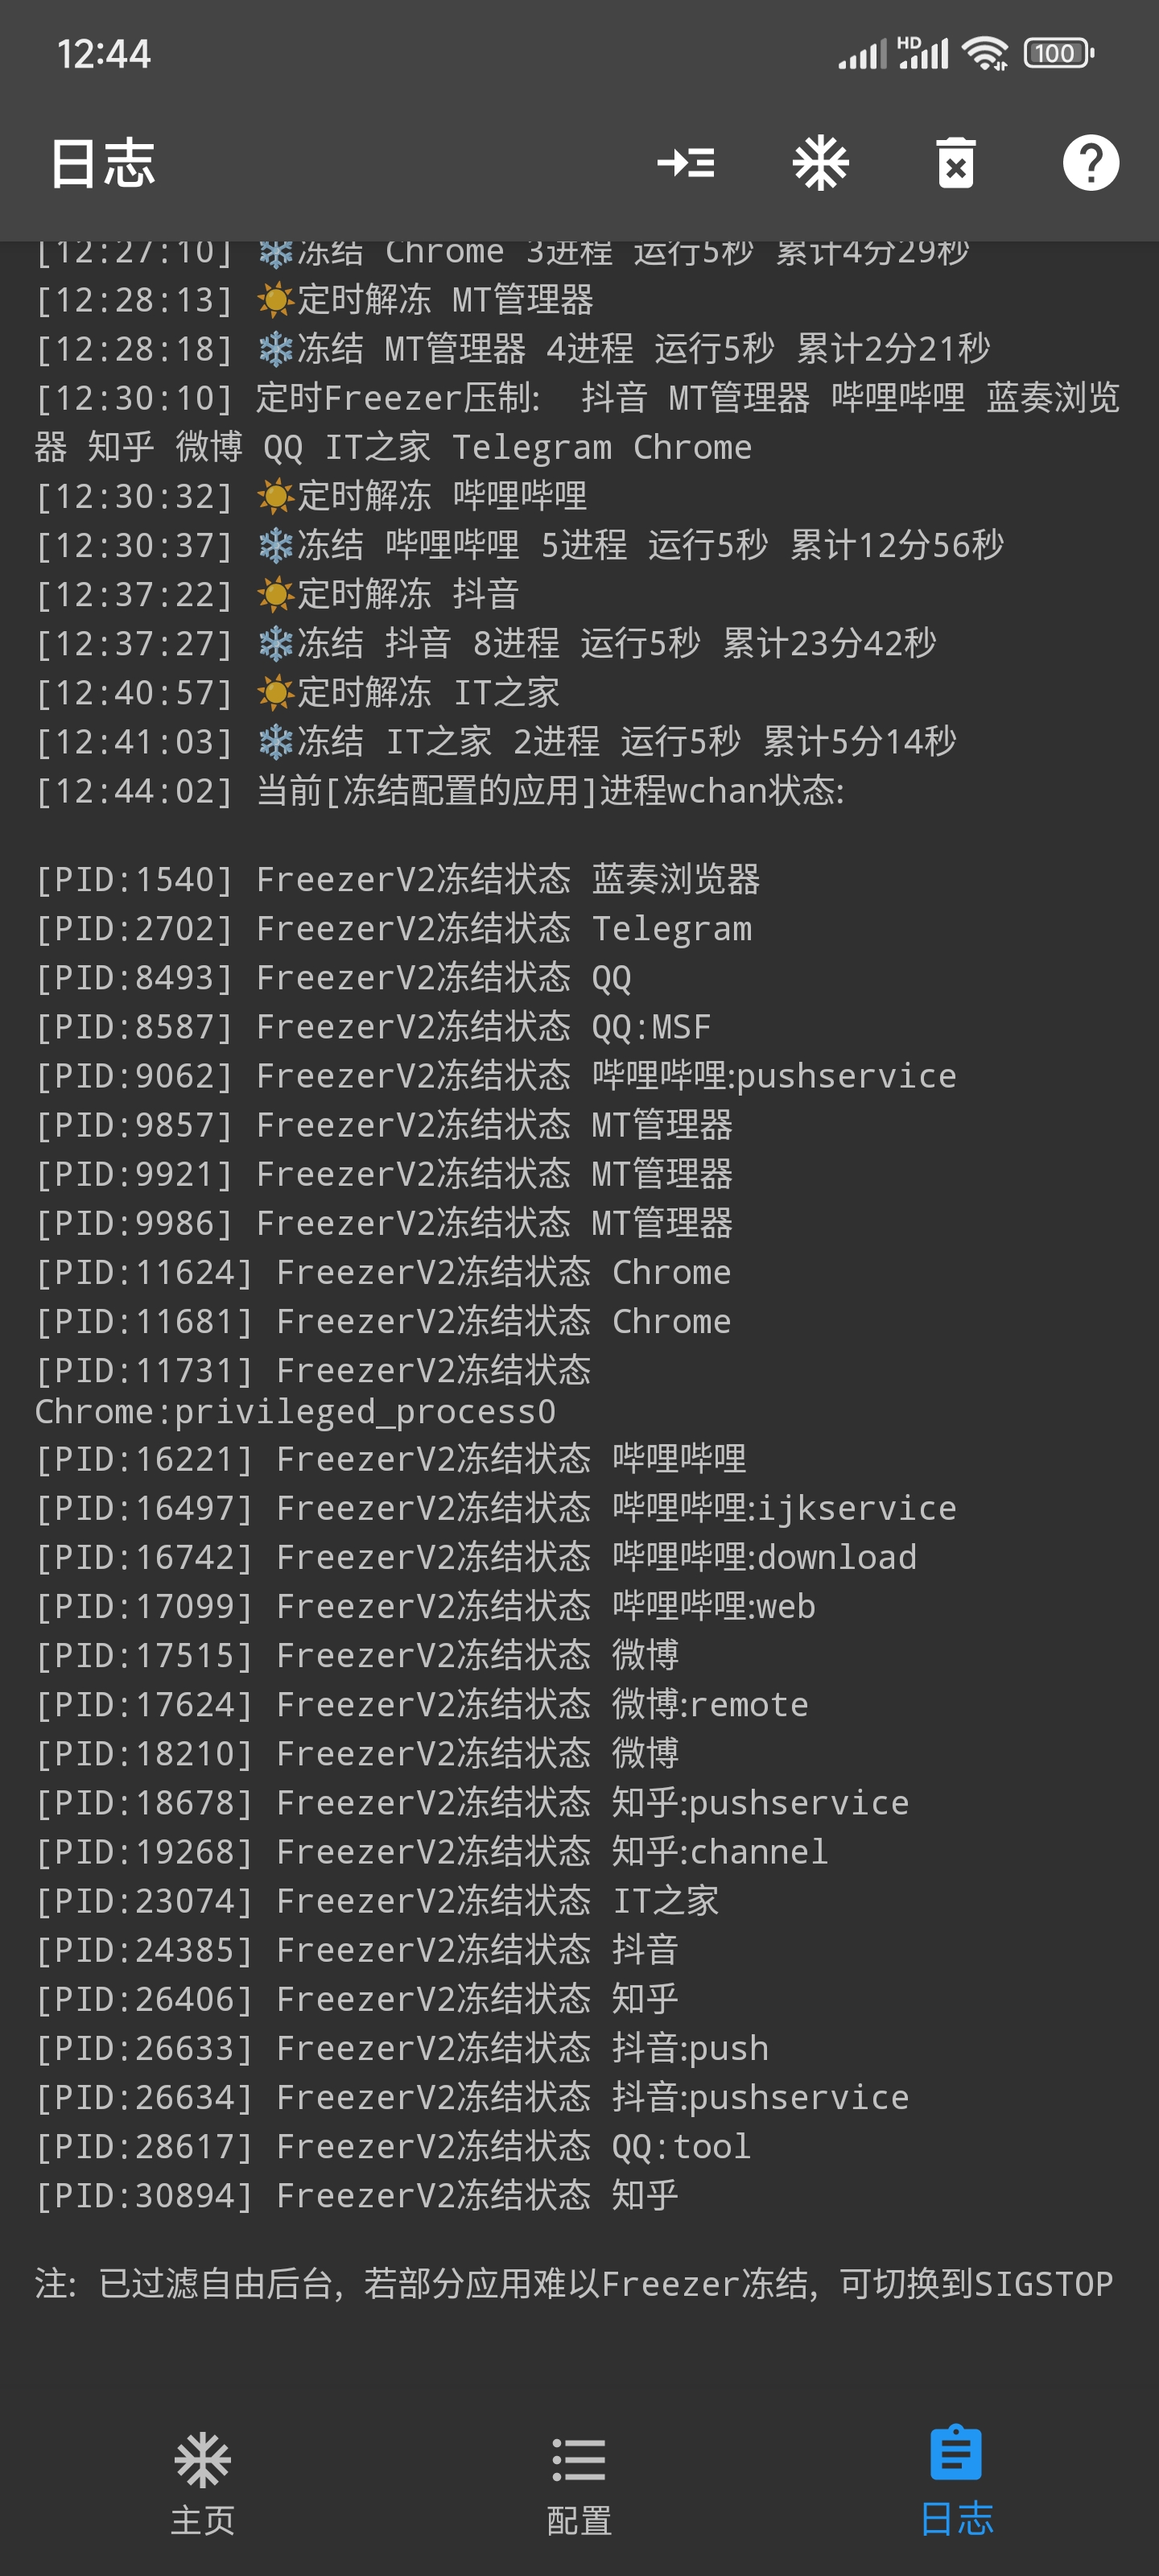 12:44
HD
100
日志
[12:27:10] ❄️冻结 Chrome 3进程 运行5秒 累计4分29秒
[12:28:13] ☀️定时解冻 MT管理器
[12:28:18] ❄️冻结 MT管理器 4进程 运行5秒 累计2分21秒
[12:30:10] 定时Freezer压制: 抖音 MT管理器 哔哩哔哩 蓝奏浏览
器 知乎 微博 QQ IT之家 Telegram Chrome
[12:30:32] ☀️定时解冻 哔哩哔哩
[12:30:37] ❄️冻结 哔哩哔哩 5进程 运行5秒 累计12分56秒
[12:37:22] ☀️定时解冻 抖音
[12:37:27] ❄️冻结 抖音 8进程 运行5秒 累计23分42秒
[12:40:57] ☀️定时解冻 IT之家
[12:41:03] ❄️冻结 IT之家 2进程 运行5秒 累计5分14秒
[12:44:02] 当前[冻结配置的应用]进程wchan状态:
[PID:1540] FreezerV2冻结状态 蓝奏浏览器
[PID:2702] FreezerV2冻结状态 Telegram
[PID:8493] FreezerV2冻结状态 QQ
[PID:8587] FreezerV2冻结状态 QQ:MSF
[PID:9062] FreezerV2冻结状态 哔哩哔哩:pushservice
[PID:9857] FreezerV2冻结状态 MT管理器
[PID:9921] FreezerV2冻结状态 MT管理器
[PID:9986] FreezerV2冻结状态 MT管理器
[PID:11624] FreezerV2冻结状态 Chrome
[PID:11681] FreezerV2冻结状态 Chrome
[PID:11731] FreezerV2冻结状态
Chrome:privileged_process0
[PID:16221] FreezerV2冻结状态 哔哩哔哩
[PID:16497] FreezerV2冻结状态 哔哩哔哩:ijkservice
[PID:16742] FreezerV2冻结状态 哔哩哔哩:download
[PID:17099] FreezerV2冻结状态 哔哩哔哩:web
[PID:17515] FreezerV2冻结状态 微博
[PID:17624] FreezerV2冻结状态 微博:remote
[PID:18210] FreezerV2冻结状态 微博
[PID:18678] FreezerV2冻结状态 知乎:pushservice
[PID:19268] FreezerV2冻结状态 知乎:channel
[PID:23074] FreezerV2冻结状态 IT之家
[PID:24385] FreezerV2冻结状态 抖音
[PID:26406] FreezerV2冻结状态 知乎
[PID:26633] FreezerV2冻结状态 抖音:push
[PID:26634] FreezerV2冻结状态 抖音:pushservice
[PID:28617] FreezerV2冻结状态 QQ:tool
[PID:30894] FreezerV2冻结状态 知乎
注: 已过滤自由后台, 若部分应用难以Freezer冻结, 可切换到SIGSTOP
主页
配置
日志